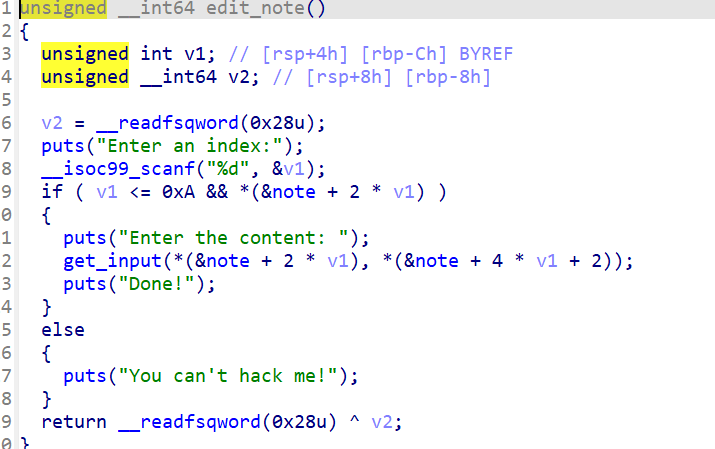 1 unsigned __int64 edit_note()
2 {
3   unsigned int v1; // [rsp+4h] [rbp-Ch] BYREF
4   unsigned __int64 v2; // [rsp+8h] [rbp-8h]
5
6   v2 = __readfsqword(0x28u);
7   puts("Enter an index:");
8   __isoc99_scanf("%d", &v1);
9   if ( v1 <= 0xA && *(&note + 2 * v1) )
0   {
1     puts("Enter the content: ");
2     get_input(*(&note + 2 * v1), *(&note + 4 * v1 + 2));
3     puts("Done!");
4   }
5   else
6   {
7     puts("You can't hack me!");
8   }
9   return __readfsqword(0x28u) ^ v2;
0 }